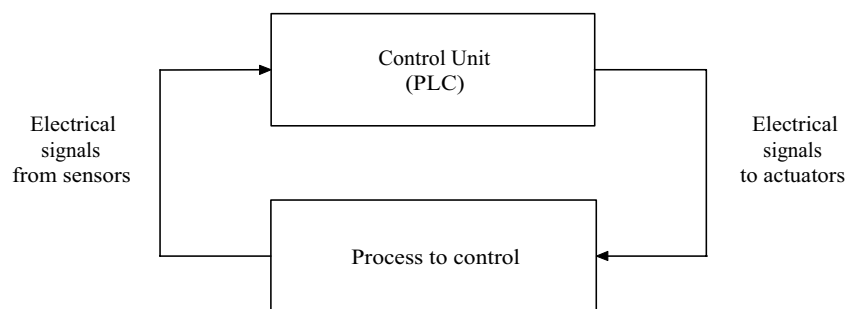 Control Unit
(PLC)
Electrical
signals
from sensors
Electrical
signals
to actuators
Process to control